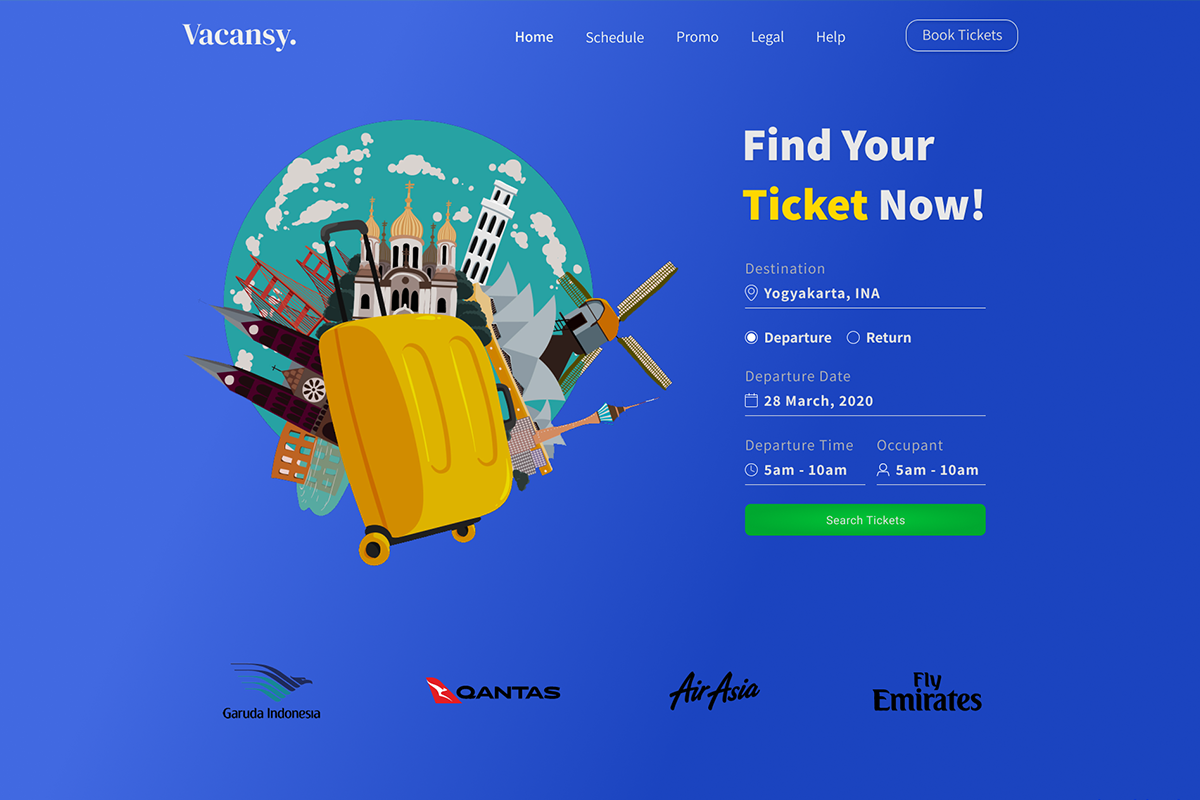 Vacansy.
Home Schedule Promo Legal Help Book Tickets
Find Your
Ticket Now!
Destination
Yogyakarta, INA
Departure Return
Departure Date
28 March, 2020
Departure Time Occupant
5am - 10am 5am - 10am
Search Tickets
Garuda Indonesia QANTAS AirAsia Fly
Emirates